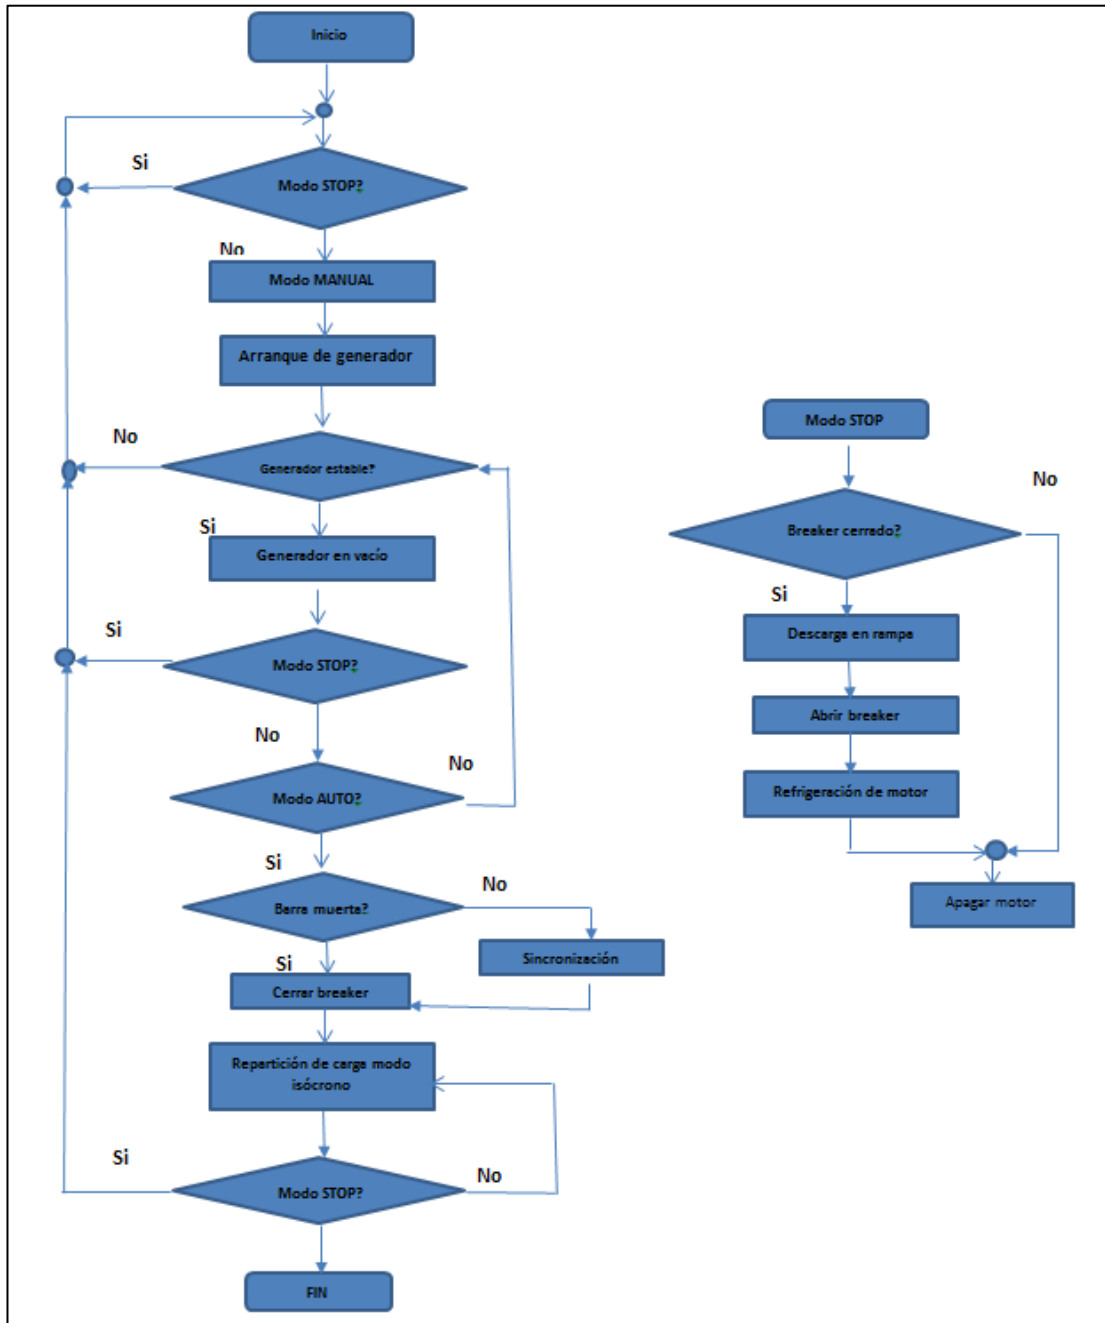 Inicio
Si
Modo STOP?
No
Modo MANUAL
Arranque de generador
No
Generador estable?
Si
Generador en vacío
Si
Modo STOP?
No
No
Modo AUTO?
Si
No
Barra muerta?
Si
Sincronización
Cerrar breaker
Repartición de carga modo
isócrono
Si
No
Modo STOP?
FIN
Modo STOP
No
Breaker cerrado?
Si
Descarga en rampa
Abrir breaker
Refrigeración de motor
Apagar motor